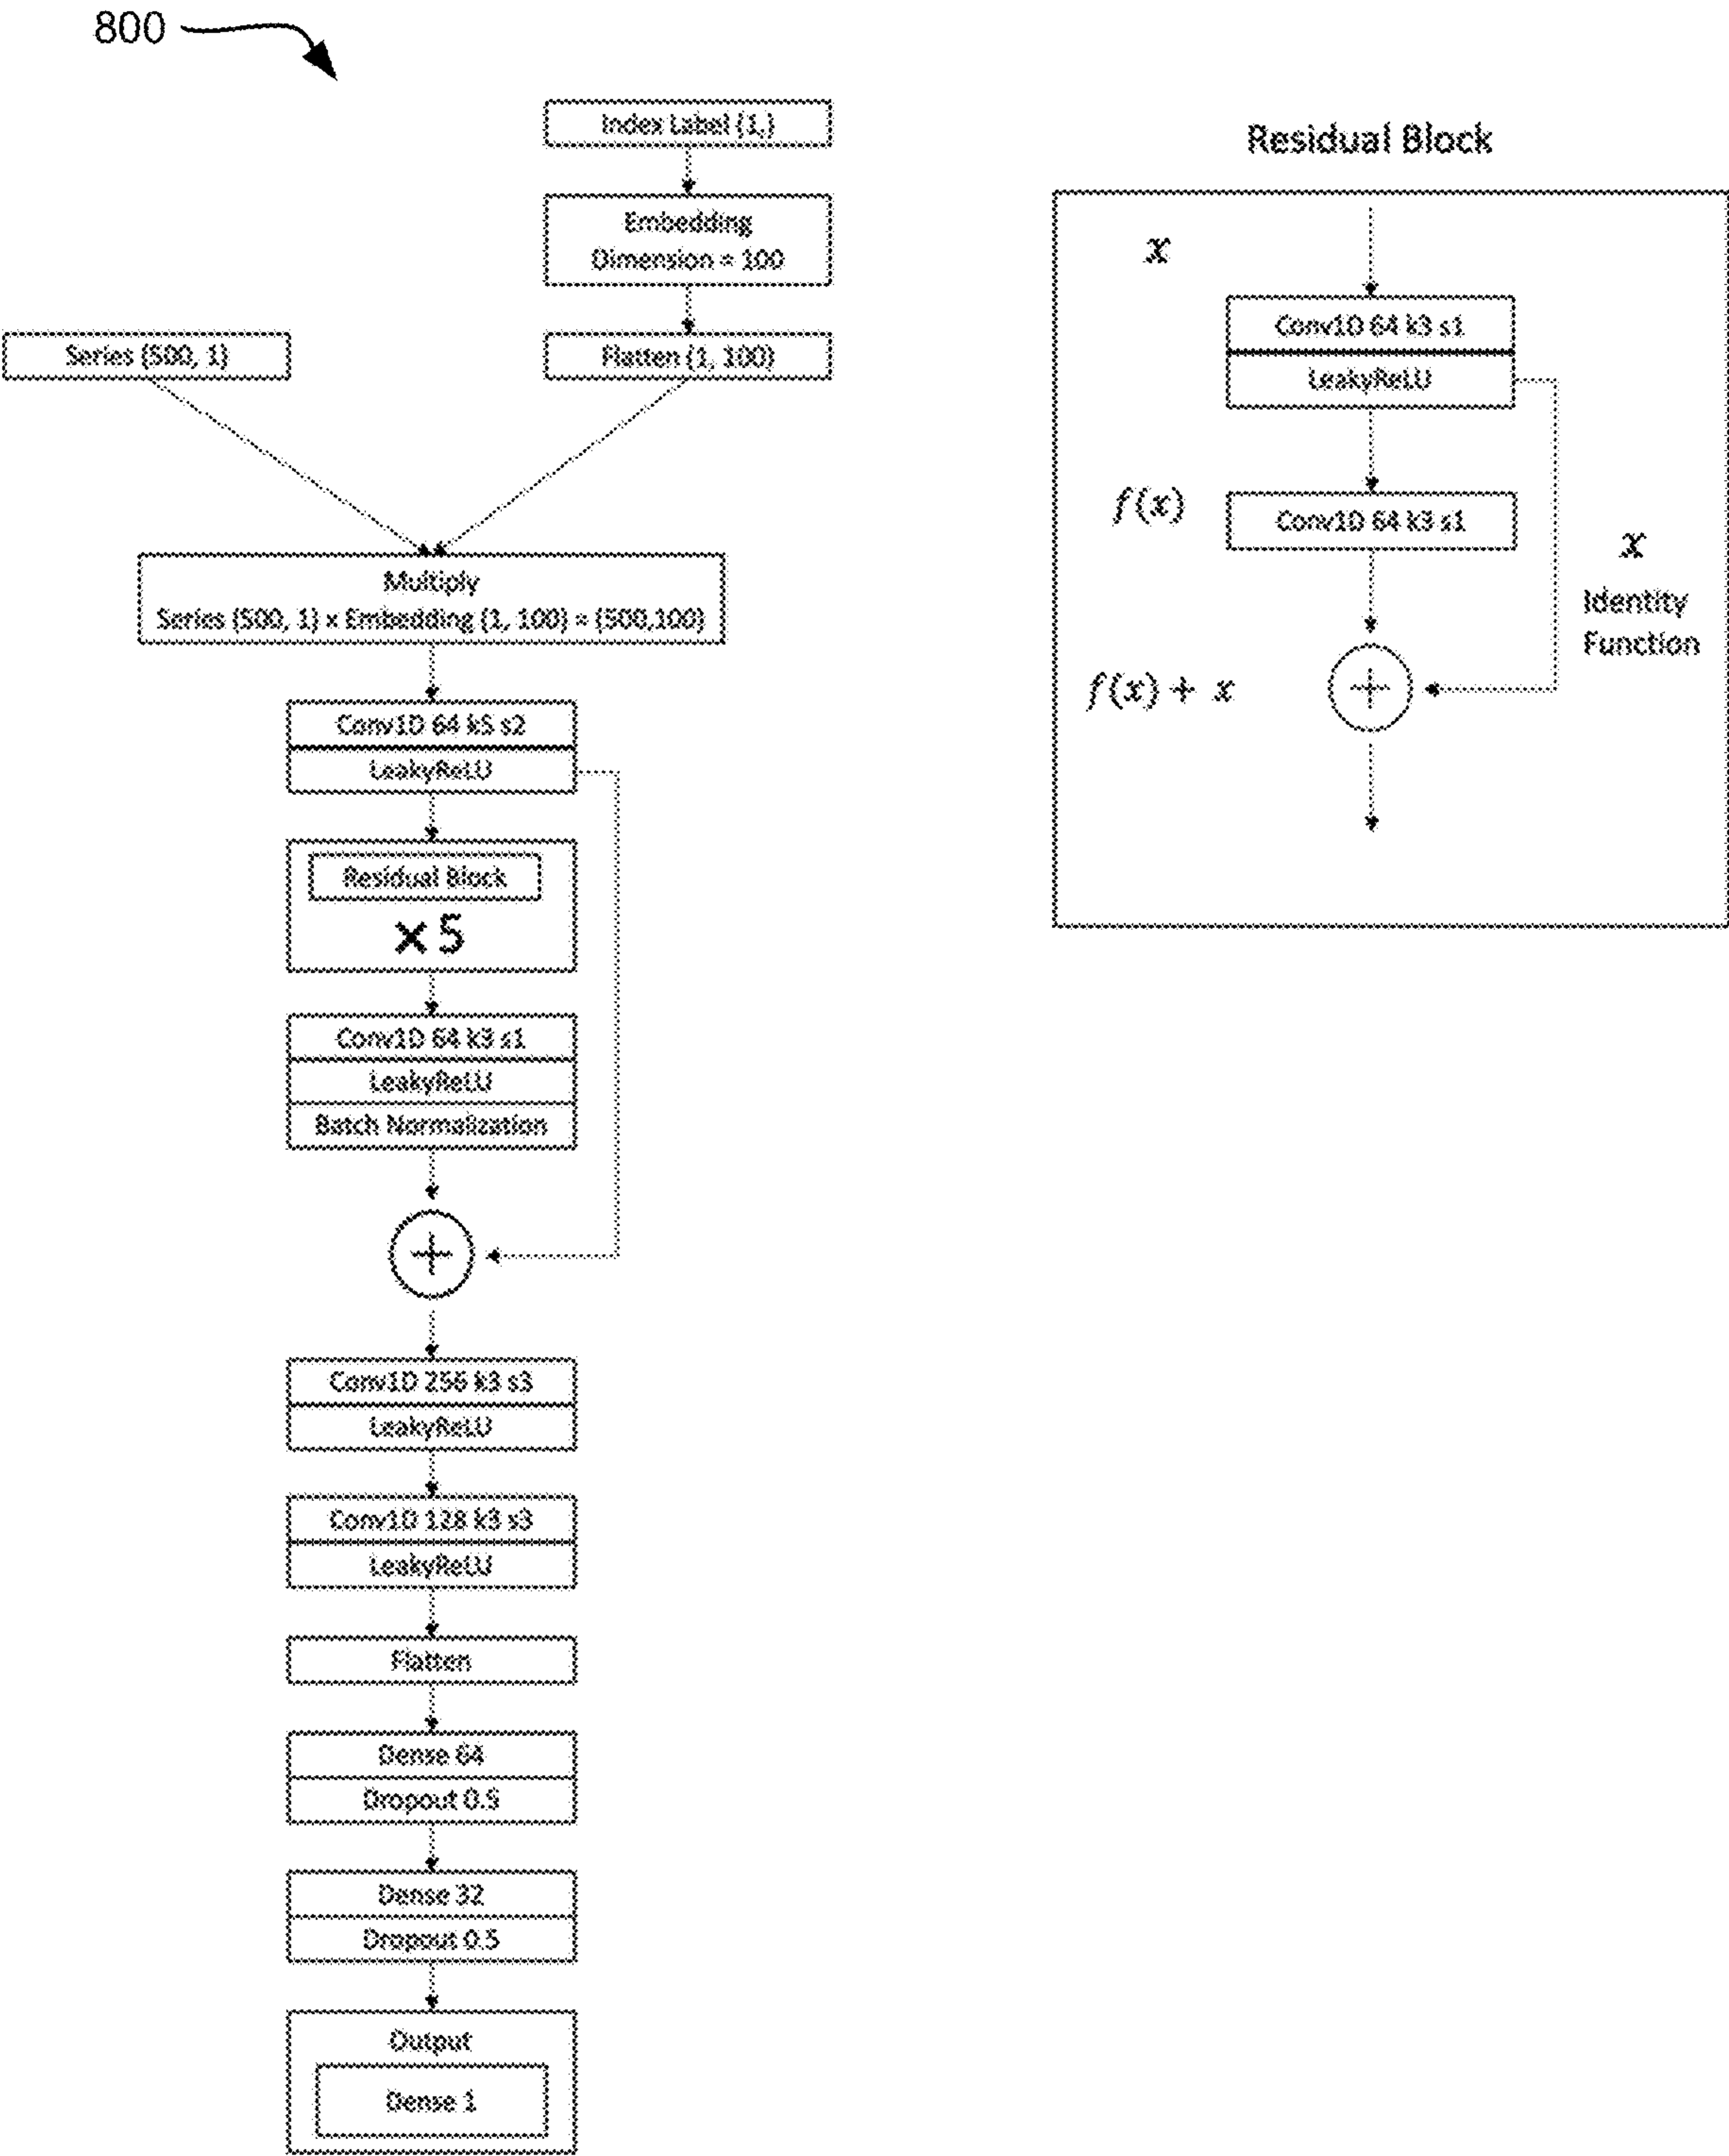 800
Index Label (1,)
Embedding
Dimension = 100
Series (500, 1)
Flatten (1, 100)
Multiply
Series (500, 1) x Embedding (1, 100) = (500,100)
Conv1D 64 k5 s2
LeakyReLU
Residual Block
×5
Conv1D 64 k3 s1
LeakyReLU
Batch Normalization
+
Conv1D 256 k3 s3
LeakyReLU
Conv1D 128 k3 s3
LeakyReLU
Flatten
Dense 64
Dropout 0.5
Dense 32
Dropout 0.5
Output
Dense 1
Residual Block
x
Conv1D 64 k3 s1
LeakyReLU
f(x)
Conv1D 64 k3 s1
x
Identity
Function
f(x) + x
+